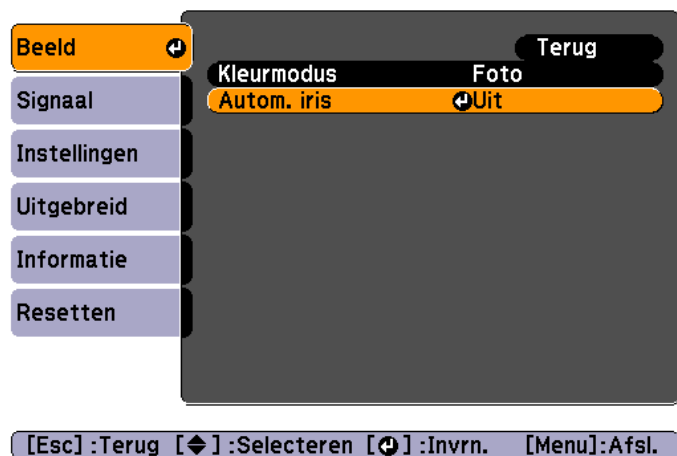 Beeld
Signaal
Instellingen
Uitgebreid
Informatie
Resetten
Terug
Kleurmodus Foto
Autom. iris Uit
[Esc] :Terug [ ] :Selecteren [ ] :Invrn. [Menu]:Afsl.